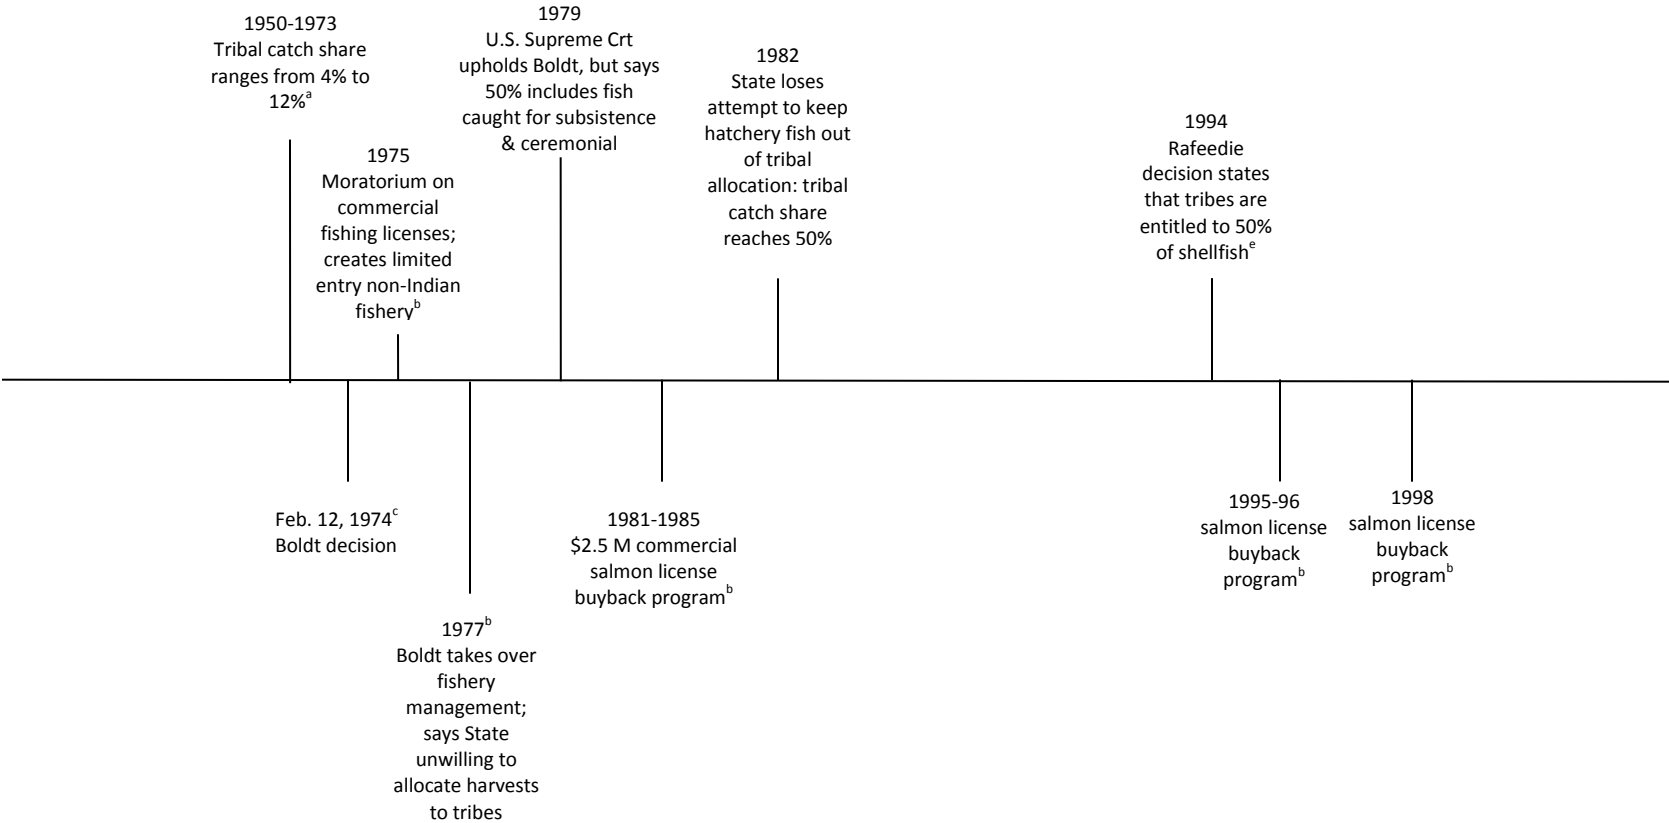 1950-1973
Tribal catch share
ranges from 4% to
12%ᵃ
1975
Moratorium on
commercial
fishing licenses;
creates limited
entry non-Indian
fisheryᵇ
1979
U.S. Supreme Crt
upholds Boldt, but says
50% includes fish
caught for subsistence
& ceremonial
1982
State loses
attempt to keep
hatchery fish out
of tribal
allocation: tribal
catch share
reaches 50%
1994
Rafeedie
decision states
that tribes are
entitled to 50%
of shellfishᵉ
Feb. 12, 1974ᶜ
Boldt decision
1977ᵇ
Boldt takes over
fishery
management;
says State
unwilling to
allocate harvests
to tribes
1981-1985
$2.5 M commercial
salmon license
buyback programᵇ
1995-96
salmon license
buyback
programᵇ
1998
salmon license
buyback
programᵇ